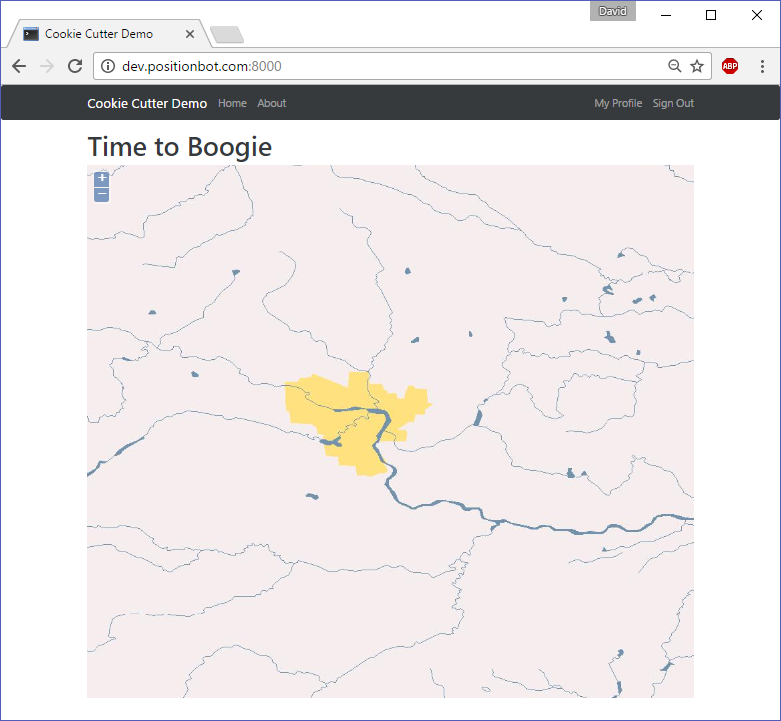 David
Cookie Cutter Demo
dev.positionbot.com:8000
ABP
Cookie Cutter Demo Home About My Profile Sign Out
Time to Boogie
+
−